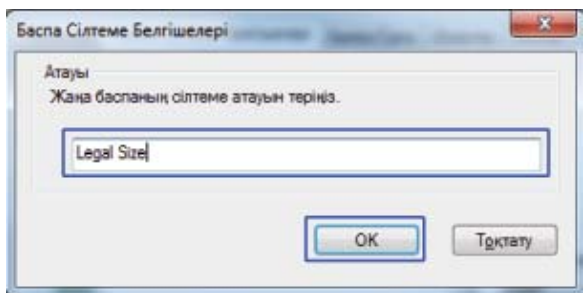 Баспа Сілтеме Белгішелері
Атауы
Жаңа баспаның сілтеме атауын теріңіз.
Legal Size
OK
Тоқтату